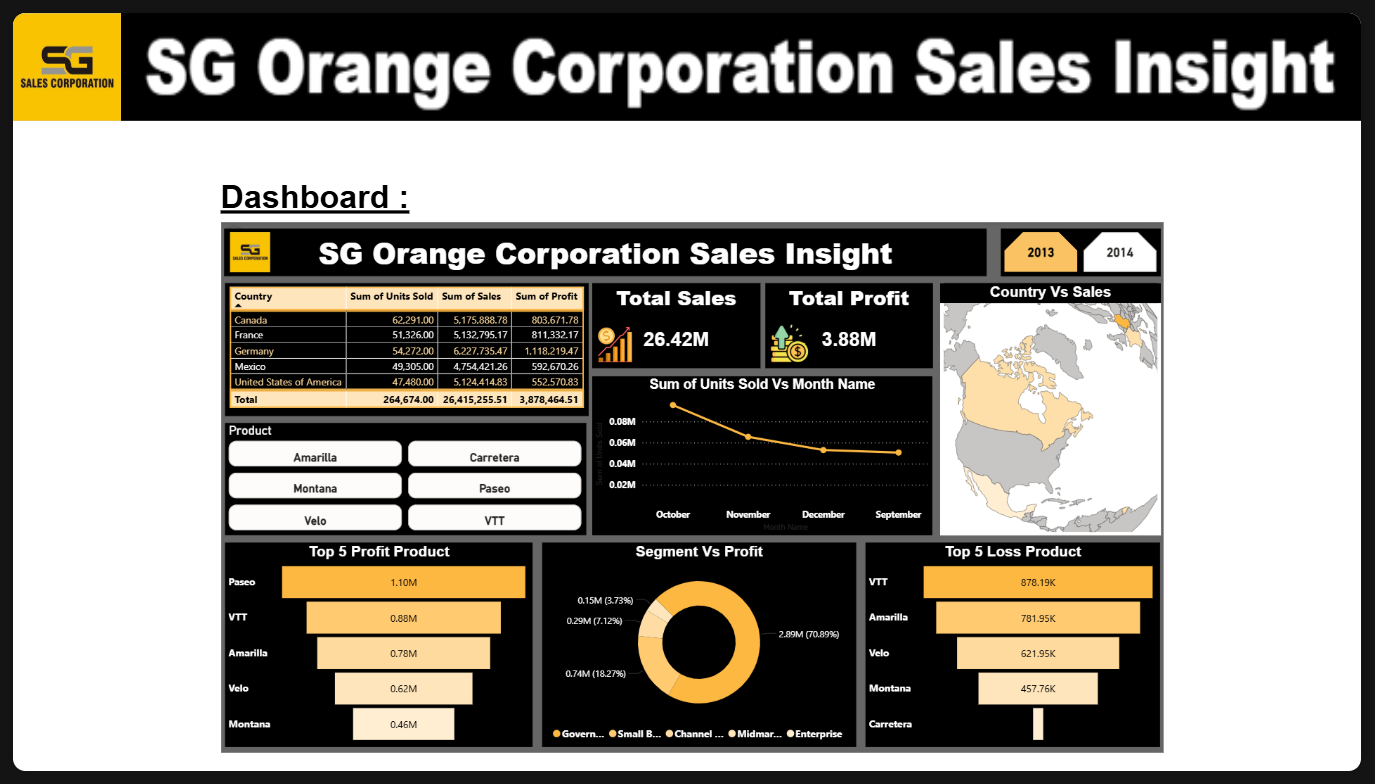 SG
SALES CORPORATION
SG Orange Corporation Sales Insight
Dashboard :
SG
SALES CORPORATION
SG Orange Corporation Sales Insight
2013
2014
Country Sum of Units Sold Sum of Sales Sum of Profit
Canada 62,291.00 5,175,888.78 803,671.78
France 51,326.00 5,132,795.17 811,332.17
Germany 54,272.00 6,227,735.47 1,118,219.47
Mexico 49,305.00 4,754,421.26 592,670.26
United States of America 47,480.00 5,124,414.83 552,570.83
Total 264,674.00 26,415,255.51 3,878,464.51
Total Sales
26.42M
Total Profit
3.88M
Country Vs Sales
Product
Amarilla
Carretera
Montana
Paseo
Velo
VTT
Sum of Units Sold Vs Month Name
Sum of Units Sold
0.08M
0.06M
0.04M
0.02M
October November December September
Month Name
Top 5 Profit Product
Paseo 1.10M
VTT 0.88M
Amarilla 0.78M
Velo 0.62M
Montana 0.46M
Segment Vs Profit
0.15M (3.73%)
0.29M (7.12%)
0.74M (18.27%)
2.89M (70.89%)
Govern... Small B... Channel ... Midmar... Enterprise
Top 5 Loss Product
VTT 878.19K
Amarilla 781.95K
Velo 621.95K
Montana 457.76K
Carretera